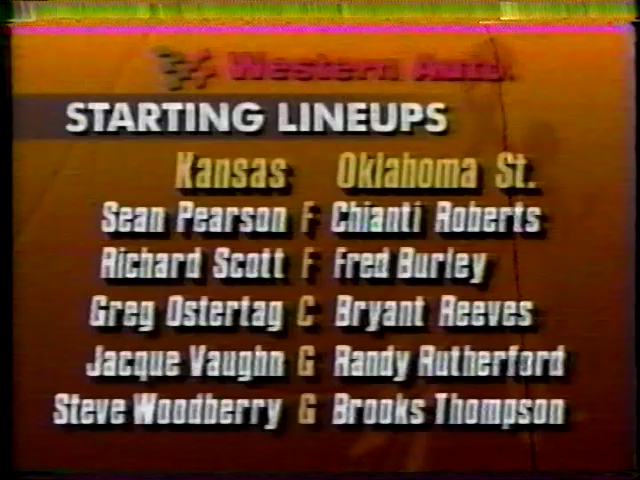 Western Auto
STARTING LINEUPS
Kansas Oklahoma St.
Sean Pearson F Chianti Roberts
Richard Scott F Fred Burley
Greg Ostertag C Bryant Reeves
Jacque Vaughn G Randy Rutherford
Steve Woodberry G Brooks Thompson